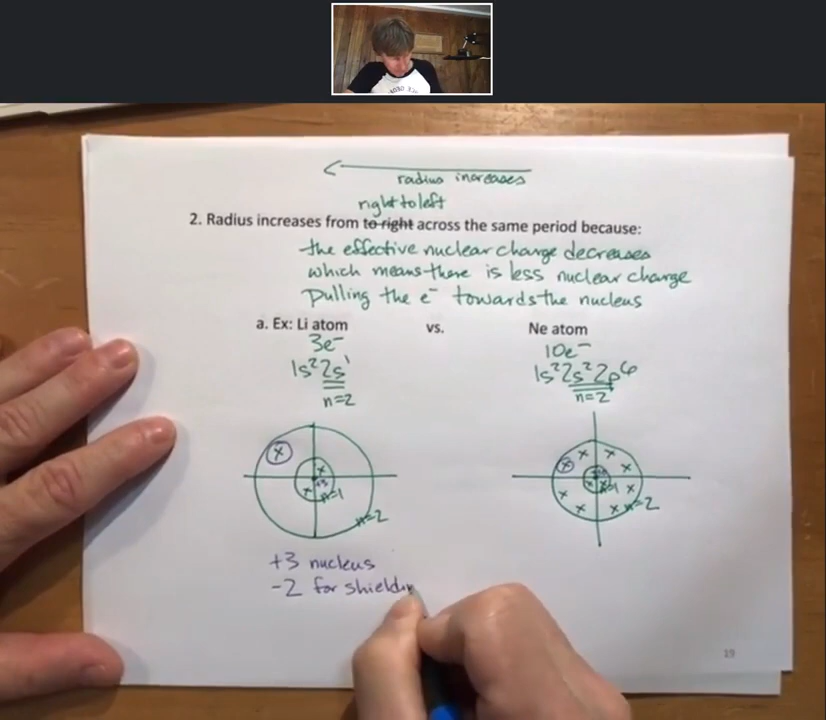 radius increases
right to left
2. Radius increases from to right across the same period because:
the effective nuclear charge decreases
which means there is less nuclear charge
pulling the e⁻ towards the nucleus
a. Ex: Li atom vs. Ne atom
3e⁻ 10e⁻
1s²2s¹ 1s²2s²2p⁶
n=2 n=2
x x x x
x x x
+3
x x x
n=1 n=1
x x x
n=2 n=2
+3 nucleus
-2 for shieldin
19